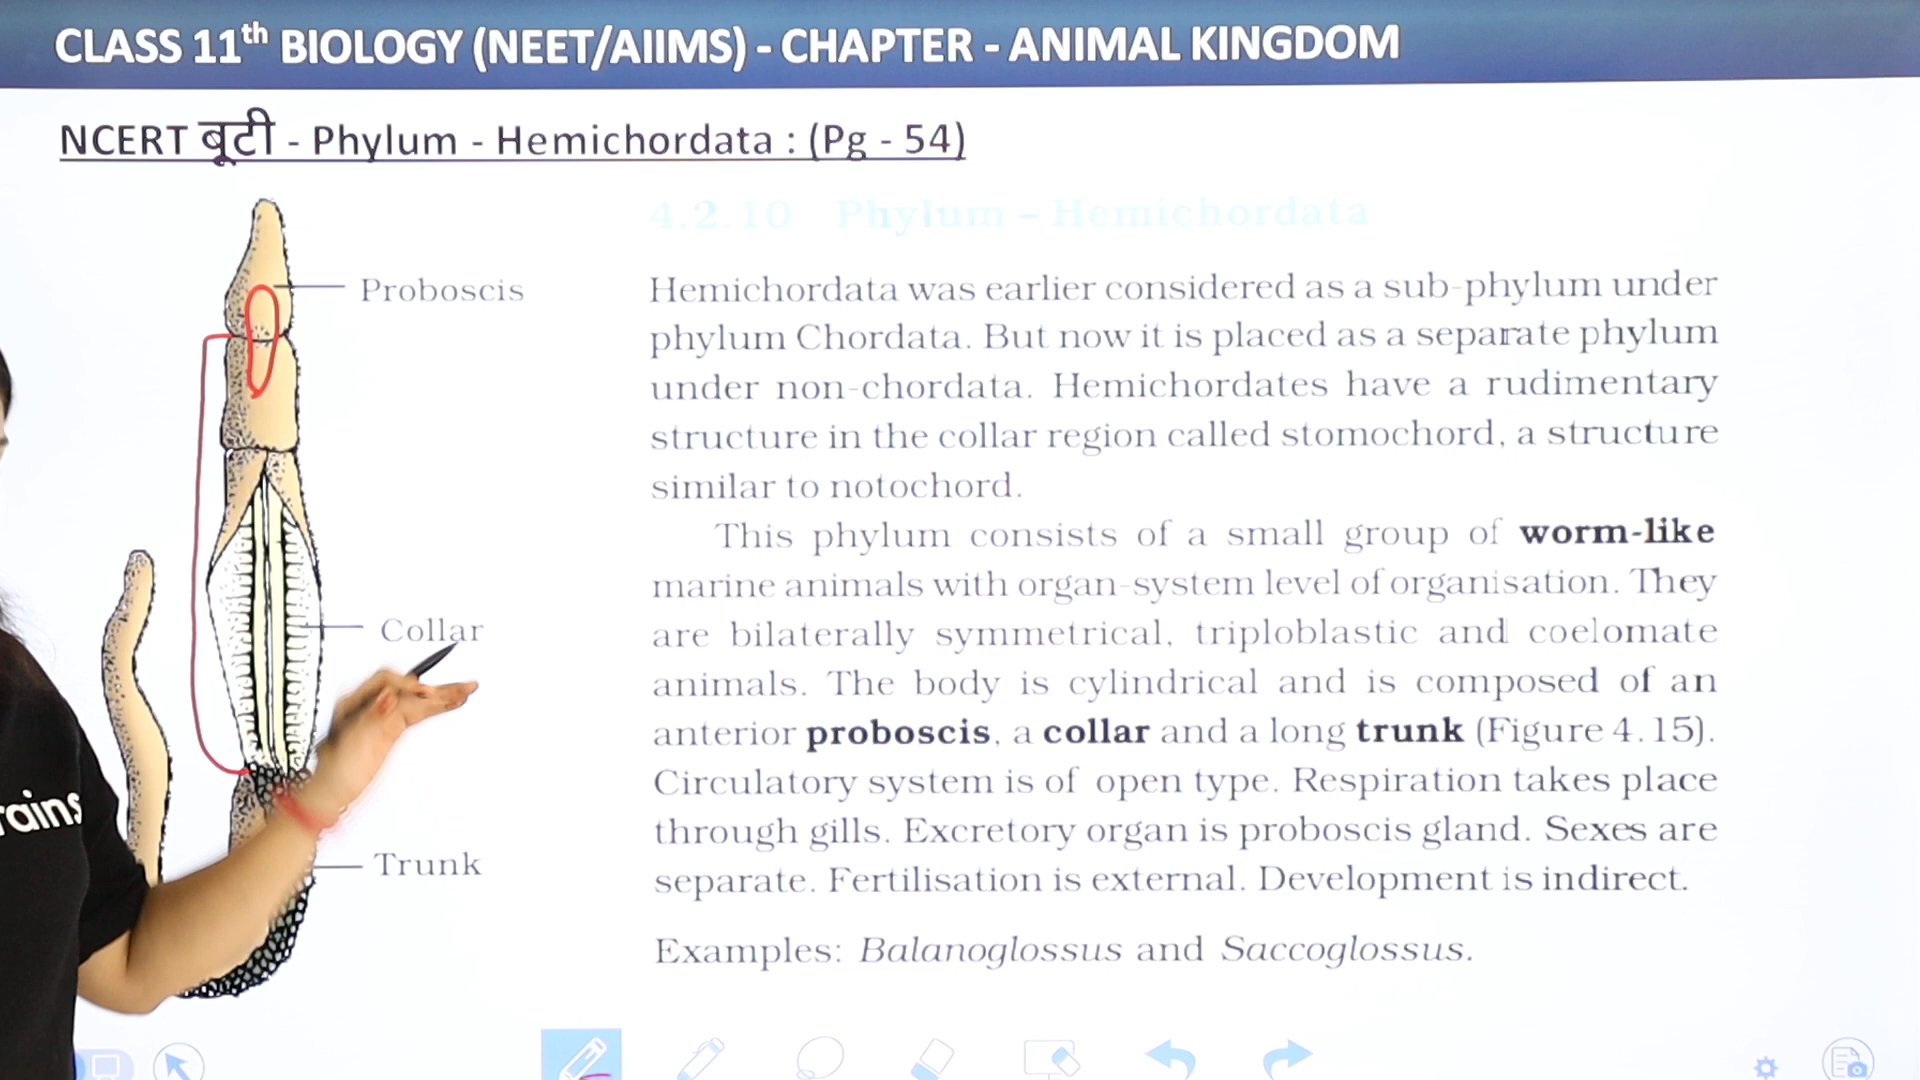 CLASS 11th BIOLOGY (NEET/AIIMS) - CHAPTER - ANIMAL KINGDOM
NCERT बूटी - Phylum - Hemichordata : (Pg - 54)
4.2.10 Phylum – Hemichordata
Proboscis
Collar
Trunk
Hemichordata was earlier considered as a sub-phylum under
phylum Chordata. But now it is placed as a separate phylum
under non-chordata. Hemichordates have a rudimentary
structure in the collar region called stomochord, a structure
similar to notochord.
This phylum consists of a small group of worm-like
marine animals with organ-system level of organisation. They
are bilaterally symmetrical, triploblastic and coelomate
animals. The body is cylindrical and is composed of an
anterior proboscis, a collar and a long trunk (Figure 4.15).
Circulatory system is of open type. Respiration takes place
through gills. Excretory organ is proboscis gland. Sexes are
separate. Fertilisation is external. Development is indirect.
Examples: Balanoglossus and Saccoglossus.
rains